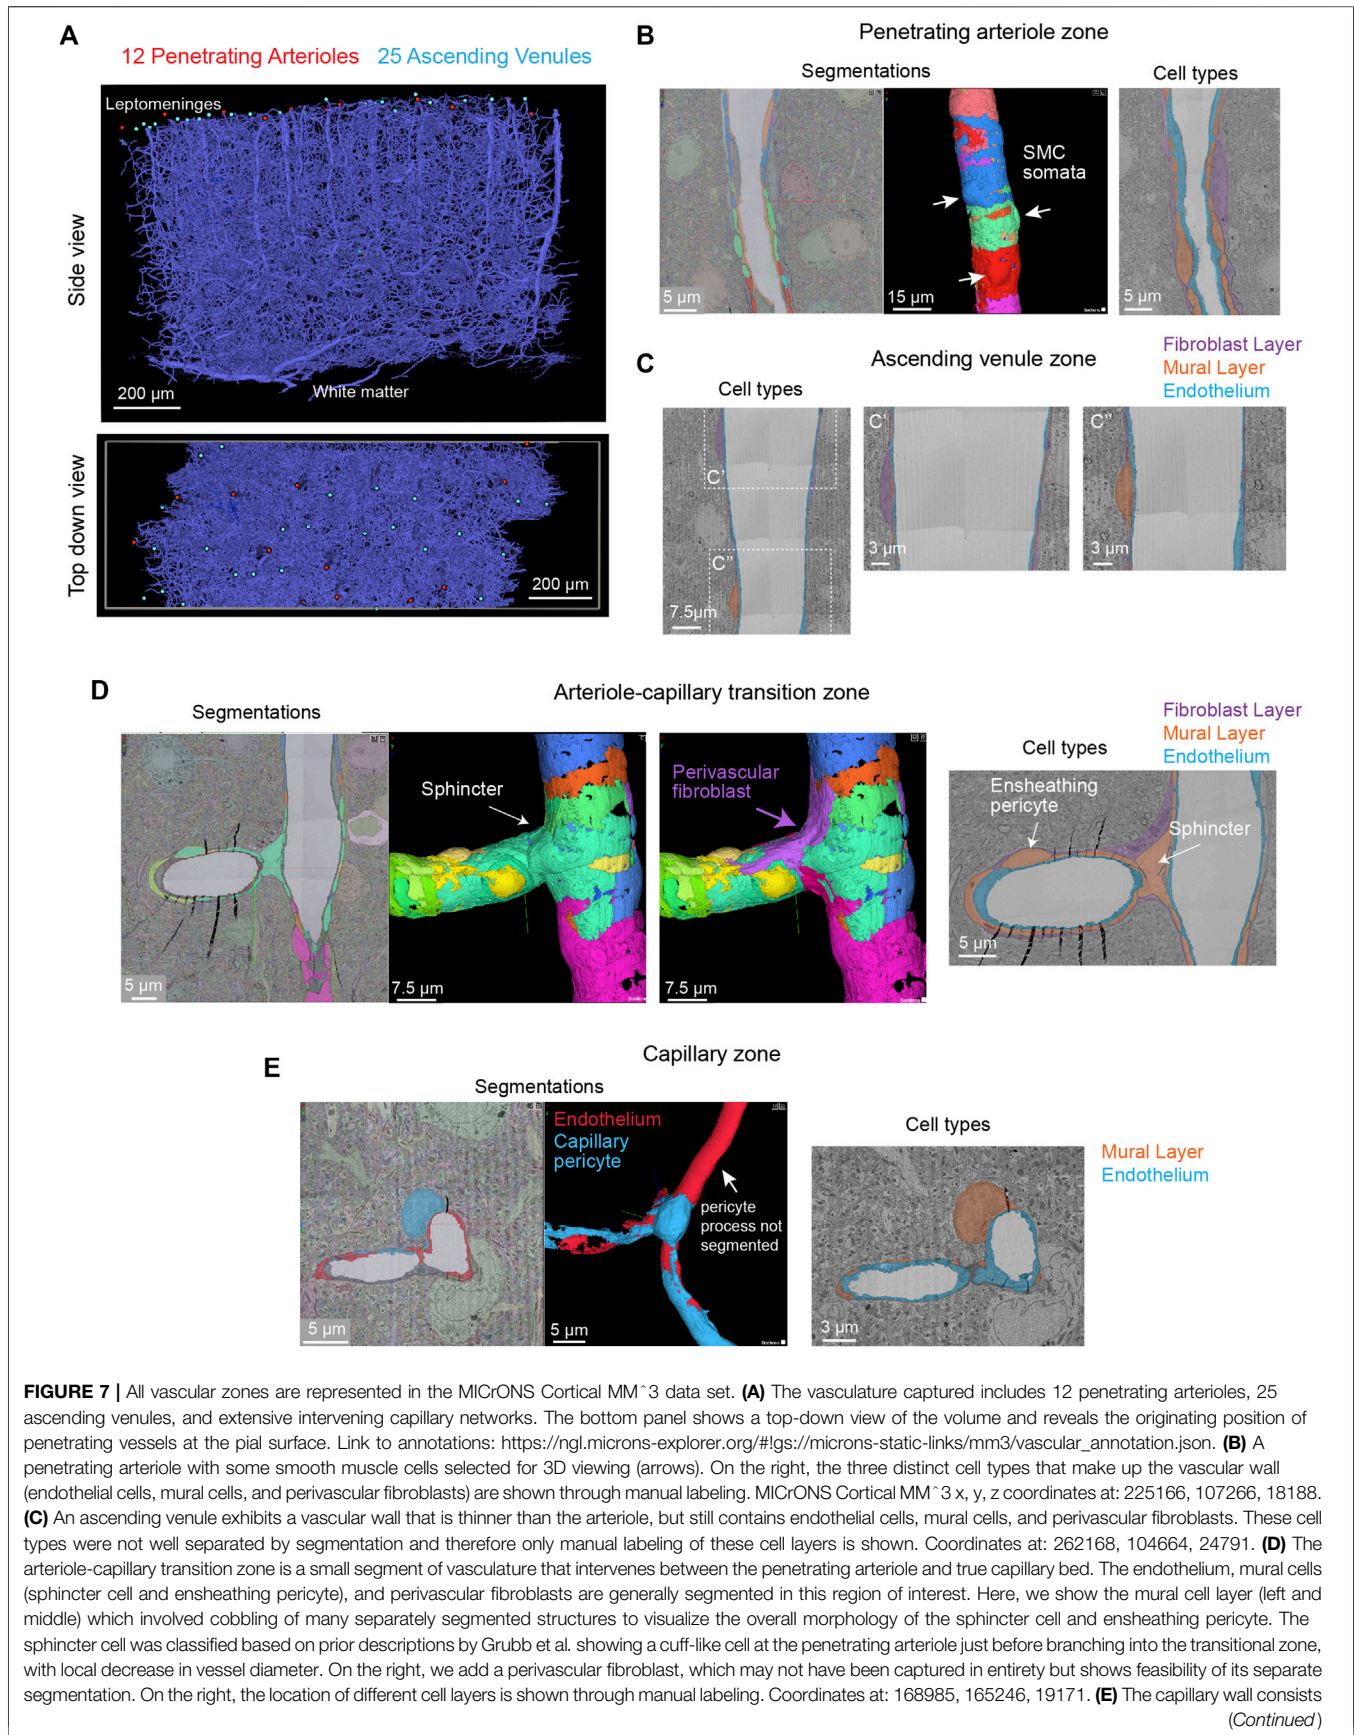 A
12 Penetrating Arterioles 25 Ascending Venules
Leptomeninges
Side view
200 µm
White matter
Top down view
200 µm
B
Penetrating arteriole zone
Segmentations
Cell types
SMC
somata
5 µm
15 µm
Sections
5 µm
C
Ascending venule zone
Fibroblast Layer
Mural Layer
Endothelium
Cell types
C'
C"
7.5µm
C'
3 µm
C"
3 µm
D
Arteriole-capillary transition zone
Segmentations
Fibroblast Layer
Mural Layer
Endothelium
Cell types
Sphincter
Perivascular
fibroblast
Ensheathing
pericyte
Sphincter
5 µm
7.5 µm
Sections
7.5 µm
Sections
5 µm
E
Capillary zone
Segmentations
Cell types
Endothelium
Capillary
pericyte
pericyte
process not
segmented
Mural Layer
Endothelium
5 µm
5 µm
Sections
3 µm
FIGURE 7 | All vascular zones are represented in the MICrONS Cortical MMˆ3 data set. (A) The vasculature captured includes 12 penetrating arterioles, 25
ascending venules, and extensive intervening capillary networks. The bottom panel shows a top-down view of the volume and reveals the originating position of
penetrating vessels at the pial surface. Link to annotations: https://ngl.microns-explorer.org/#!gs://microns-static-links/mm3/vascular_annotation.json. (B) A
penetrating arteriole with some smooth muscle cells selected for 3D viewing (arrows). On the right, the three distinct cell types that make up the vascular wall
(endothelial cells, mural cells, and perivascular fibroblasts) are shown through manual labeling. MICrONS Cortical MMˆ3 x, y, z coordinates at: 225166, 107266, 18188.
(C) An ascending venule exhibits a vascular wall that is thinner than the arteriole, but still contains endothelial cells, mural cells, and perivascular fibroblasts. These cell
types were not well separated by segmentation and therefore only manual labeling of these cell layers is shown. Coordinates at: 262168, 104664, 24791. (D) The
arteriole-capillary transition zone is a small segment of vasculature that intervenes between the penetrating arteriole and true capillary bed. The endothelium, mural cells
(sphincter cell and ensheathing pericyte), and perivascular fibroblasts are generally segmented in this region of interest. Here, we show the mural cell layer (left and
middle) which involved cobbling of many separately segmented structures to visualize the overall morphology of the sphincter cell and ensheathing pericyte. The
sphincter cell was classified based on prior descriptions by Grubb et al. showing a cuff-like cell at the penetrating arteriole just before branching into the transitional zone,
with local decrease in vessel diameter. On the right, we add a perivascular fibroblast, which may not have been captured in entirety but shows feasibility of its separate
segmentation. On the right, the location of different cell layers is shown through manual labeling. Coordinates at: 168985, 165246, 19171. (E) The capillary wall consists
(Continued)